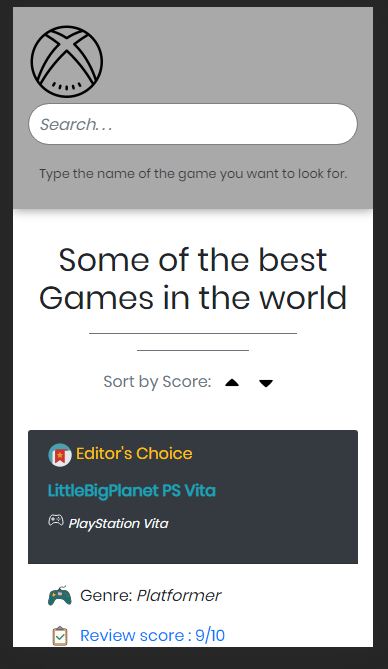 Search...
Type the name of the game you want to look for.
Some of the best
Games in the world
Sort by Score:
Editor's Choice
LittleBigPlanet PS Vita
PlayStation Vita
Genre: Platformer
Review score : 9/10